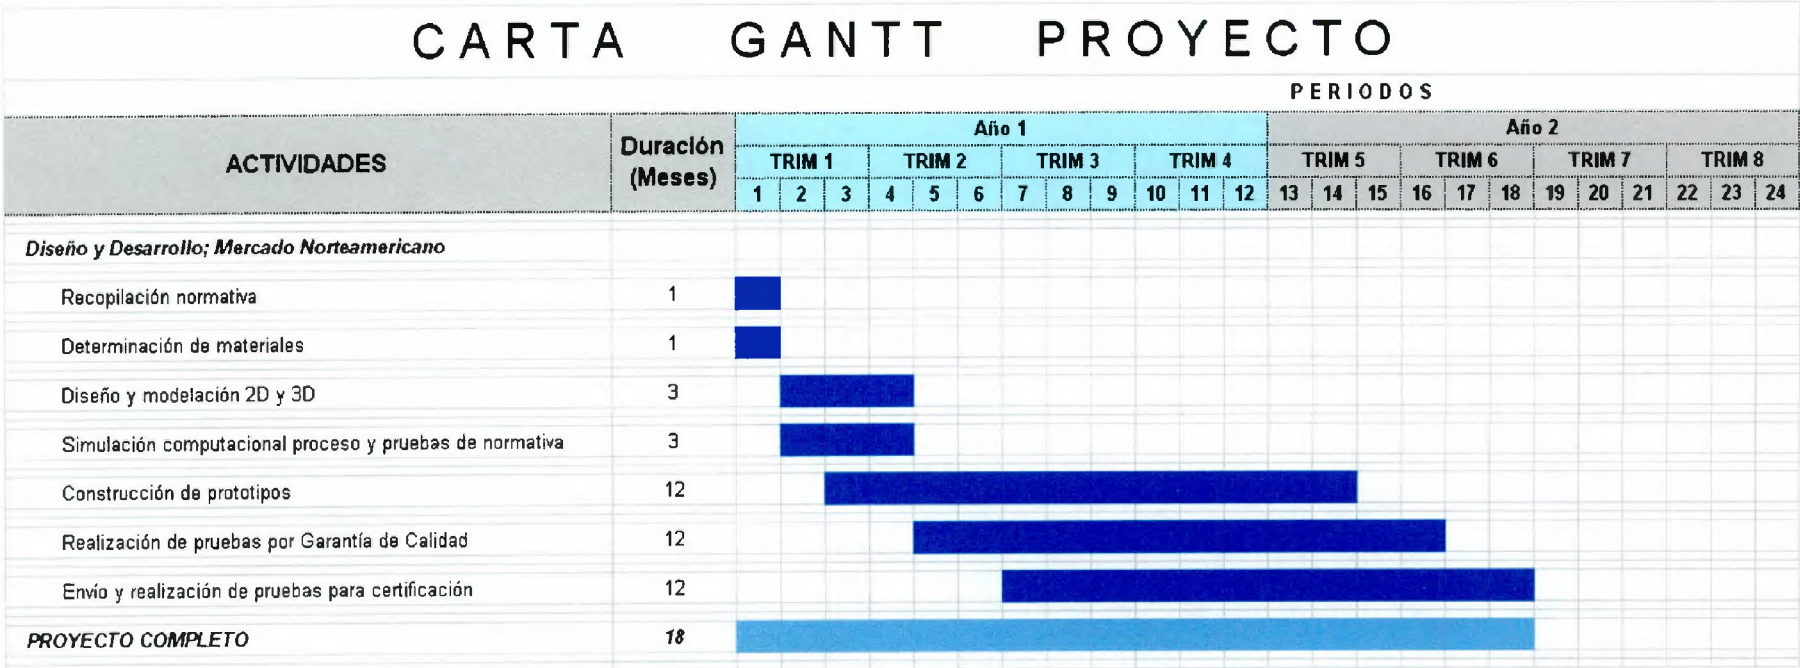 CARTA GANTT PROYECTO
PERIODOS
ACTIVIDADES Duración (Meses) Año 1 Año 2
TRIM 1 TRIM 2 TRIM 3 TRIM 4 TRIM 5 TRIM 6 TRIM 7 TRIM 8
1 2 3 4 5 6 7 8 9 10 11 12 13 14 15 16 17 18 19 20 21 22 23 24
Diseño y Desarrollo; Mercado Norteamericano
Recopilación normativa 1
Determinación de materiales 1
Diseño y modelación 2D y 3D 3
Simulación computacional proceso y pruebas de normativa 3
Construcción de prototipos 12
Realización de pruebas por Garantía de Calidad 12
Envío y realización de pruebas para certificación 12
PROYECTO COMPLETO 18